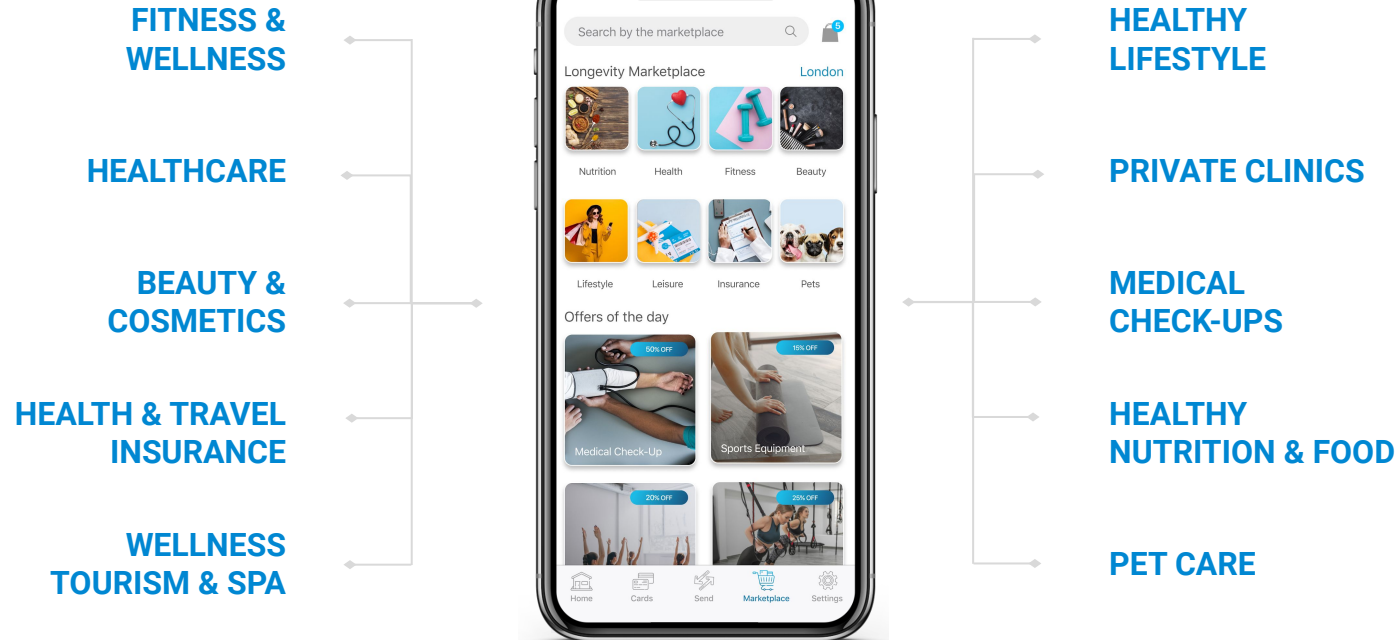 FITNESS &
WELLNESS
HEALTHCARE
BEAUTY &
COSMETICS
HEALTH & TRAVEL
INSURANCE
WELLNESS
TOURISM & SPA
Search by the marketplace
5
Longevity Marketplace
London
Nutrition
Health
Fitness
Beauty
Lifestyle
Leisure
Insurance
Pets
Offers of the day
50% OFF
Medical Check-Up
15% OFF
Sports Equipment
20% OFF
25% OFF
Home
Cards
Send
Marketplace
Settings
HEALTHY
LIFESTYLE
PRIVATE CLINICS
MEDICAL
CHECK-UPS
HEALTHY
NUTRITION & FOOD
PET CARE